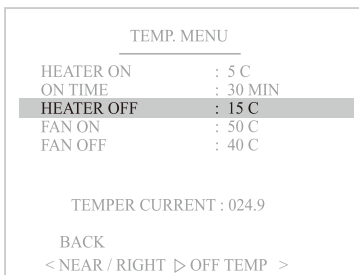 TEMP. MENU
HEATER ON : 5 C
ON TIME : 30 MIN
HEATER OFF : 15 C
FAN ON : 50 C
FAN OFF : 40 C
TEMPER CURRENT : 024.9
BACK
< NEAR / RIGHT ▷ OFF TEMP >